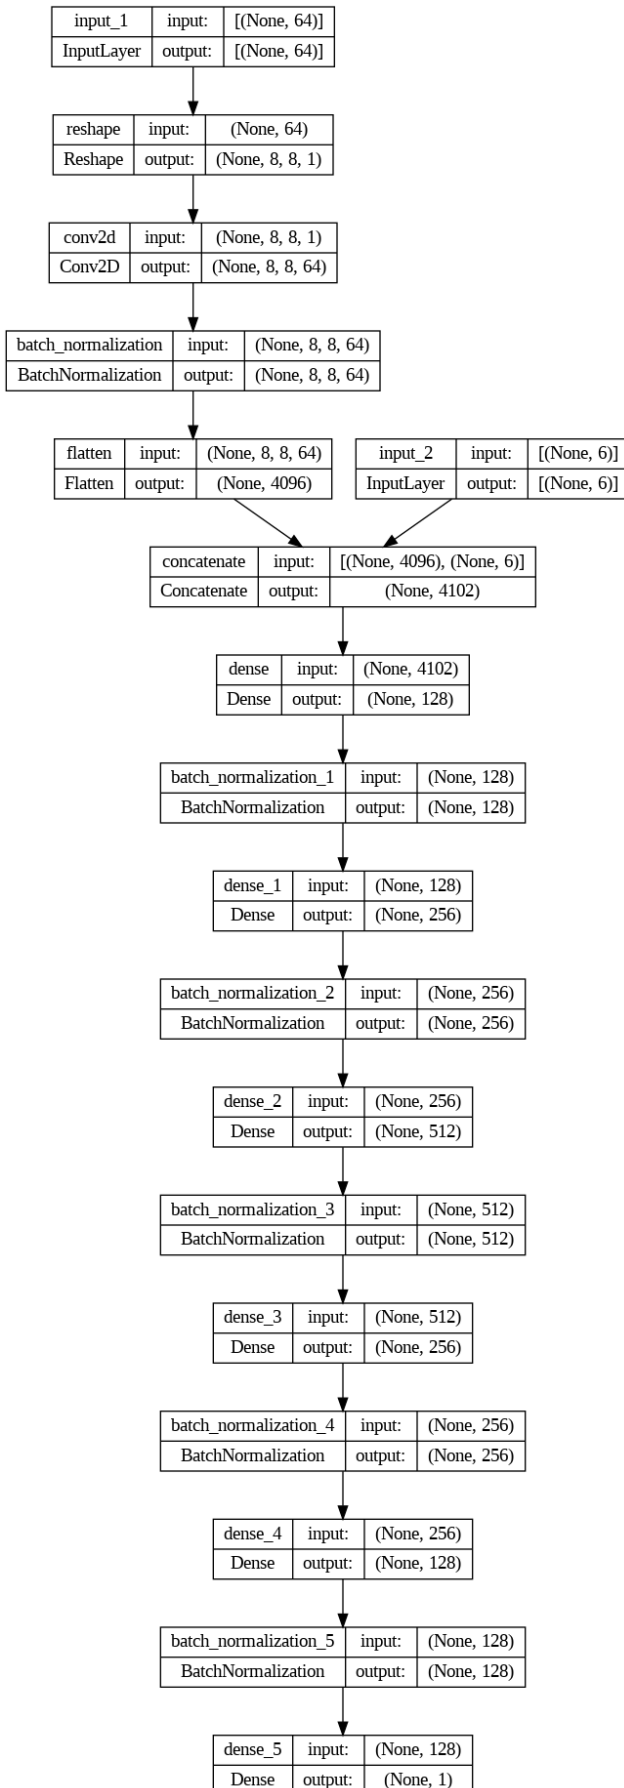 input_1 input: [(None, 64)]
InputLayer output: [(None, 64)]
reshape input: (None, 64)
Reshape output: (None, 8, 8, 1)
conv2d input: (None, 8, 8, 1)
Conv2D output: (None, 8, 8, 64)
batch_normalization input: (None, 8, 8, 64)
BatchNormalization output: (None, 8, 8, 64)
flatten input: (None, 8, 8, 64)
Flatten output: (None, 4096)
input_2 input: [(None, 6)]
InputLayer output: [(None, 6)]
concatenate input: [(None, 4096), (None, 6)]
Concatenate output: (None, 4102)
dense input: (None, 4102)
Dense output: (None, 128)
batch_normalization_1 input: (None, 128)
BatchNormalization output: (None, 128)
dense_1 input: (None, 128)
Dense output: (None, 256)
batch_normalization_2 input: (None, 256)
BatchNormalization output: (None, 256)
dense_2 input: (None, 256)
Dense output: (None, 512)
batch_normalization_3 input: (None, 512)
BatchNormalization output: (None, 512)
dense_3 input: (None, 512)
Dense output: (None, 256)
batch_normalization_4 input: (None, 256)
BatchNormalization output: (None, 256)
dense_4 input: (None, 256)
Dense output: (None, 128)
batch_normalization_5 input: (None, 128)
BatchNormalization output: (None, 128)
dense_5 input: (None, 128)
Dense output: (None, 1)